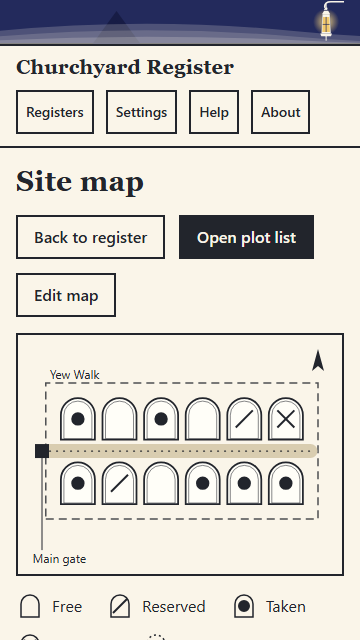 Churchyard Register
Registers Settings Help About
Site map
Back to register Open plot list
Edit map
Yew Walk
Main gate
Free Reserved Taken